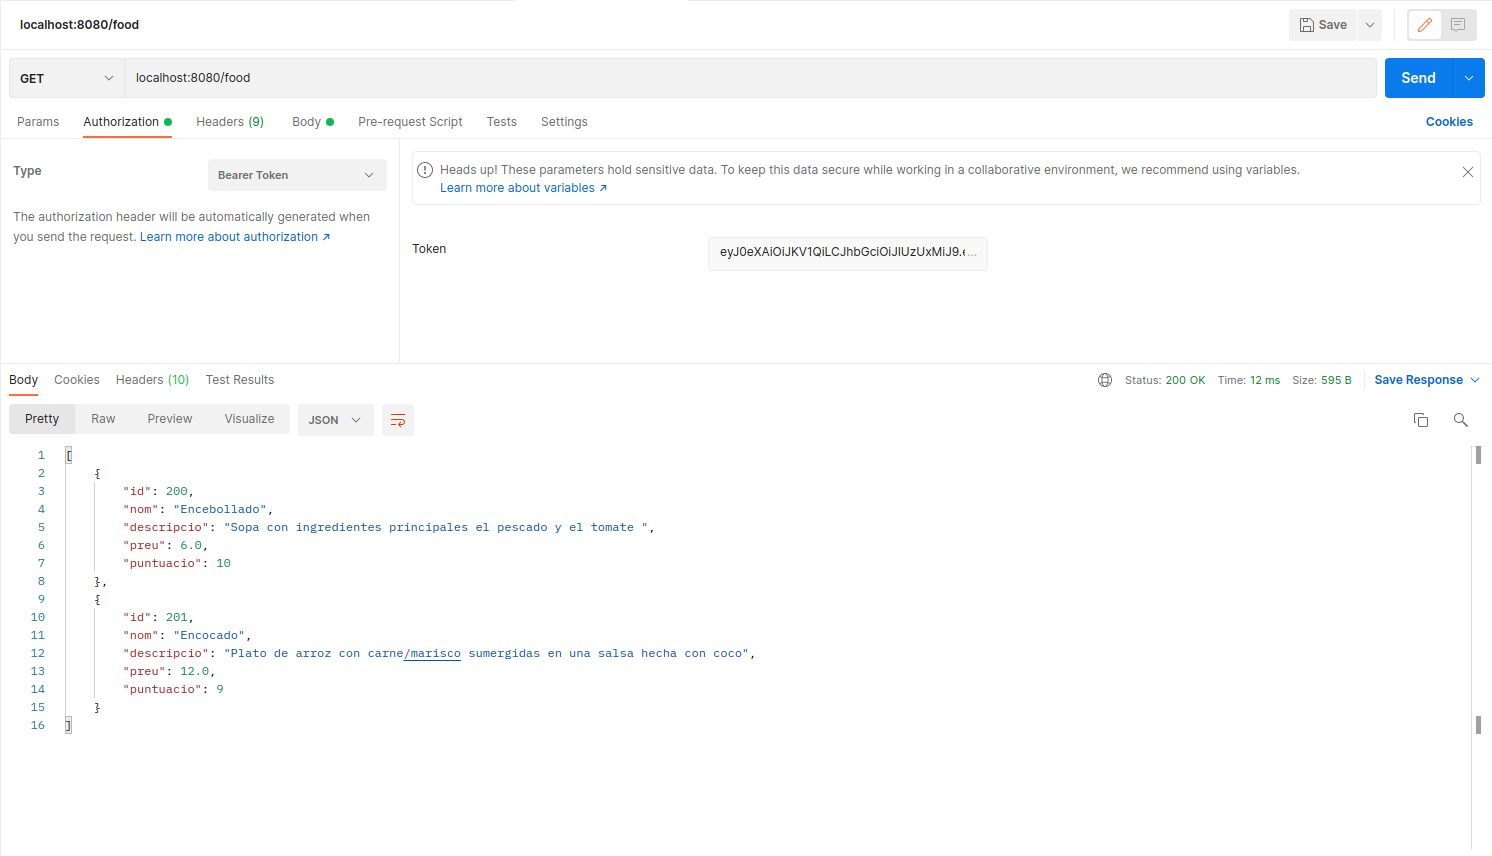 localhost:8080/food
Save
GET localhost:8080/food Send
Params Authorization Headers (9) Body Pre-request Script Tests Settings Cookies
Type Bearer Token
The authorization header will be automatically generated when
you send the request. Learn more about authorization ↗
Heads up! These parameters hold sensitive data. To keep this data secure while working in a collaborative environment, we recommend using variables.
Learn more about variables ↗
Token eyJ0eXAiOiJKV1QiLCJhbGciOiJIUzUxMiJ9.e...
Body Cookies Headers (10) Test Results Status: 200 OK Time: 12 ms Size: 595 B Save Response
Pretty Raw Preview Visualize JSON
1 [
2 {
3 "id": 200,
4 "nom": "Encebollado",
5 "descripcio": "Sopa con ingredientes principales el pescado y el tomate ",
6 "preu": 6.0,
7 "puntuacio": 10
8 },
9 {
10 "id": 201,
11 "nom": "Encocado",
12 "descripcio": "Plato de arroz con carne/marisco sumergidas en una salsa hecha con coco",
13 "preu": 12.0,
14 "puntuacio": 9
15 }
16 ]